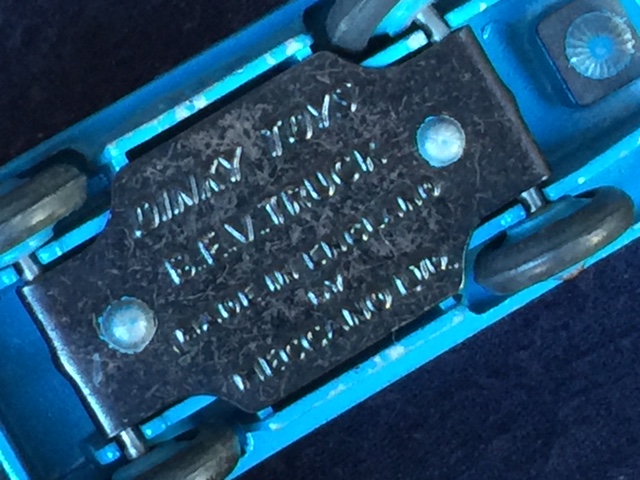 DINKY TOYS
B.E.V. TRUCK
MADE IN ENGLAND
BY
MECCANO LTD.